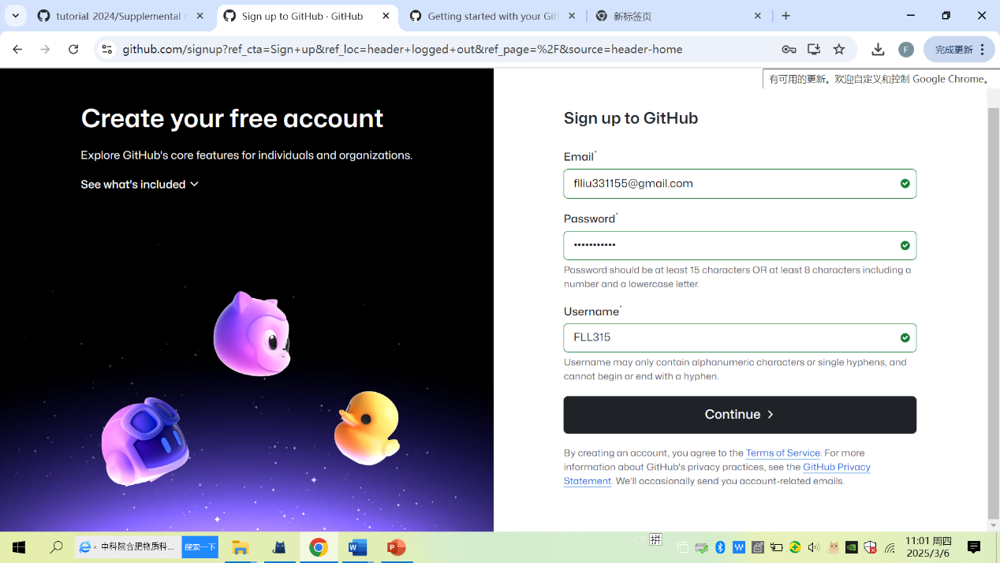 tutorial_2024/Supplemental
Sign up to GitHub · GitHub
Getting started with your Git
新标签页
github.com/signup?ref_cta=Sign+up&ref_loc=header+logged+out&ref_page=%2F&source=header-home
F
完成更新
有可用的更新。欢迎自定义和控制 Google Chrome。
Create your free account
Explore GitHub's core features for individuals and organizations.
See what's included
Sign up to GitHub
Email*
flliu331155@gmail.com
Password*
•••••••••••
Password should be at least 15 characters OR at least 8 characters including a
number and a lowercase letter.
Username*
FLL315
Username may only contain alphanumeric characters or single hyphens, and
cannot begin or end with a hyphen.
Continue
By creating an account, you agree to the Terms of Service. For more
information about GitHub's privacy practices, see the GitHub Privacy
Statement. We'll occasionally send you account-related emails.
中科院合肥物质科...
搜索一下
CH 拼
11:01 周四
2025/3/6